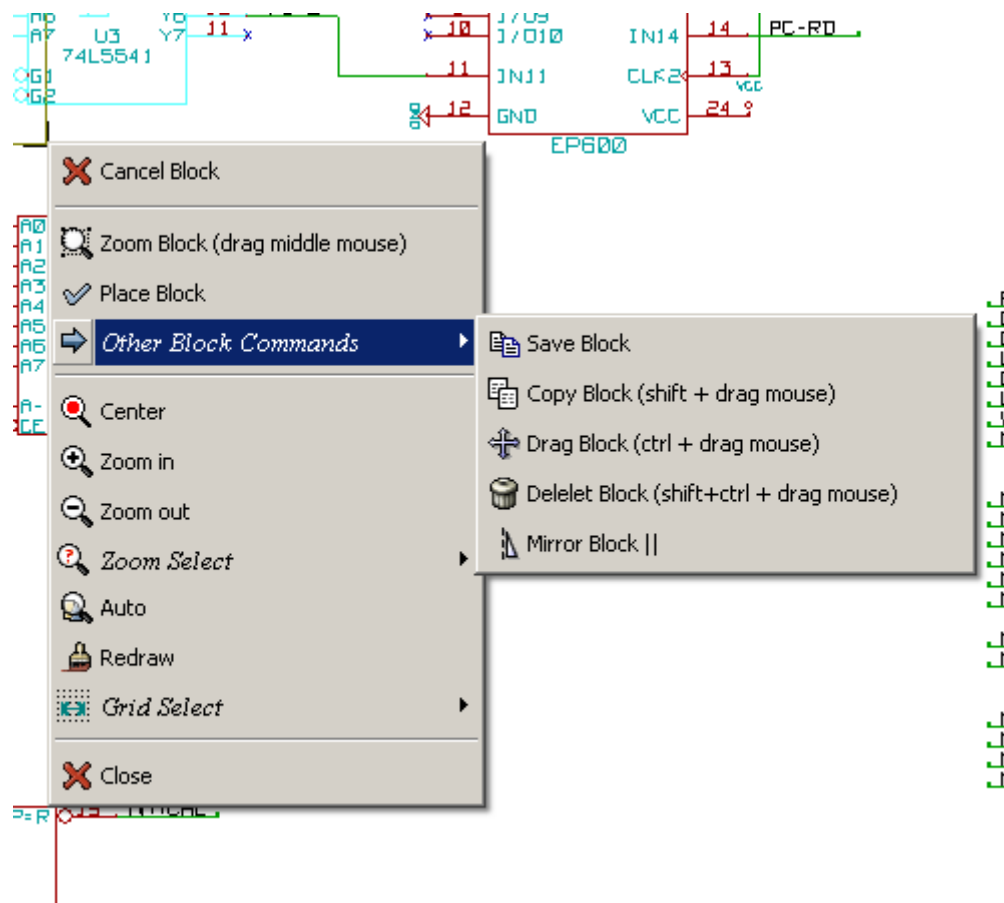 U3
74LS541
Y7
11
10
I/O9
I/O10
IN14
14
PC-RD
G1
G2
11
IN11
CLK2
13
VCC
12
GND
VCC
24
EP600
Cancel Block
A0
A1
Zoom Block (drag middle mouse)
A2
A3
Place Block
A4
A5
A6
Other Block Commands
Save Block
A7
Copy Block (shift + drag mouse)
A-
Center
CE
Drag Block (ctrl + drag mouse)
Zoom in
Delelet Block (shift+ctrl + drag mouse)
Zoom out
Mirror Block ||
Zoom Select
Auto
Redraw
Grid Select
Close
P=R